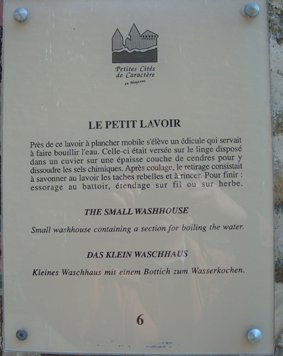 Petites Cités
de Caractère
LE PETIT LAVOIR
Près de ce lavoir à plancher mobile s'élève un édicule qui servait
à faire bouillir l'eau. Celle-ci était versée sur le linge disposé
dans un cuvier sur une épaisse couche de cendres pour y
dissoudre les sels chimiques. Après coulage, le retirage consistait
à savonner au lavoir les taches rebelles et à rincer. Pour finir :
essorage au battoir, étendage sur fil ou sur herbe.
THE SMALL WASHHOUSE
Small washhouse containing a section for boiling the water.
DAS KLEIN WASCHHAUS
Kleines Waschhaus mit einem Bottich zum Wasserkochen.
6